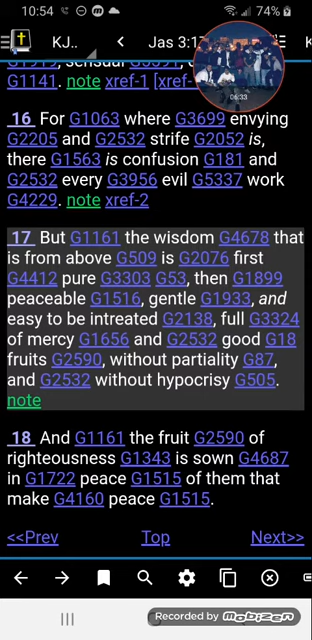 10:54 74%
KJ.. < Jas 3:1
G1141. note xref-1 [xref-
16 For G1063 where G3699 envying
G2205 and G2532 strife G2052 is,
there G1563 is confusion G181 and
G2532 every G3956 evil G5337 work
G4229. note xref-2
06:33
17 But G1161 the wisdom G4678 that
is from above G509 is G2076 first
G4412 pure G3303 G53, then G1899
peaceable G1516, gentle G1933, and
easy to be intreated G2138, full G3324
of mercy G1656 and G2532 good G18
fruits G2590, without partiality G87,
and G2532 without hypocrisy G505.
note
18 And G1161 the fruit G2590 of
righteousness G1343 is sown G4687
in G1722 peace G1515 of them that
make G4160 peace G1515.
<<Prev Top Next>>
Recorded by Mobizen